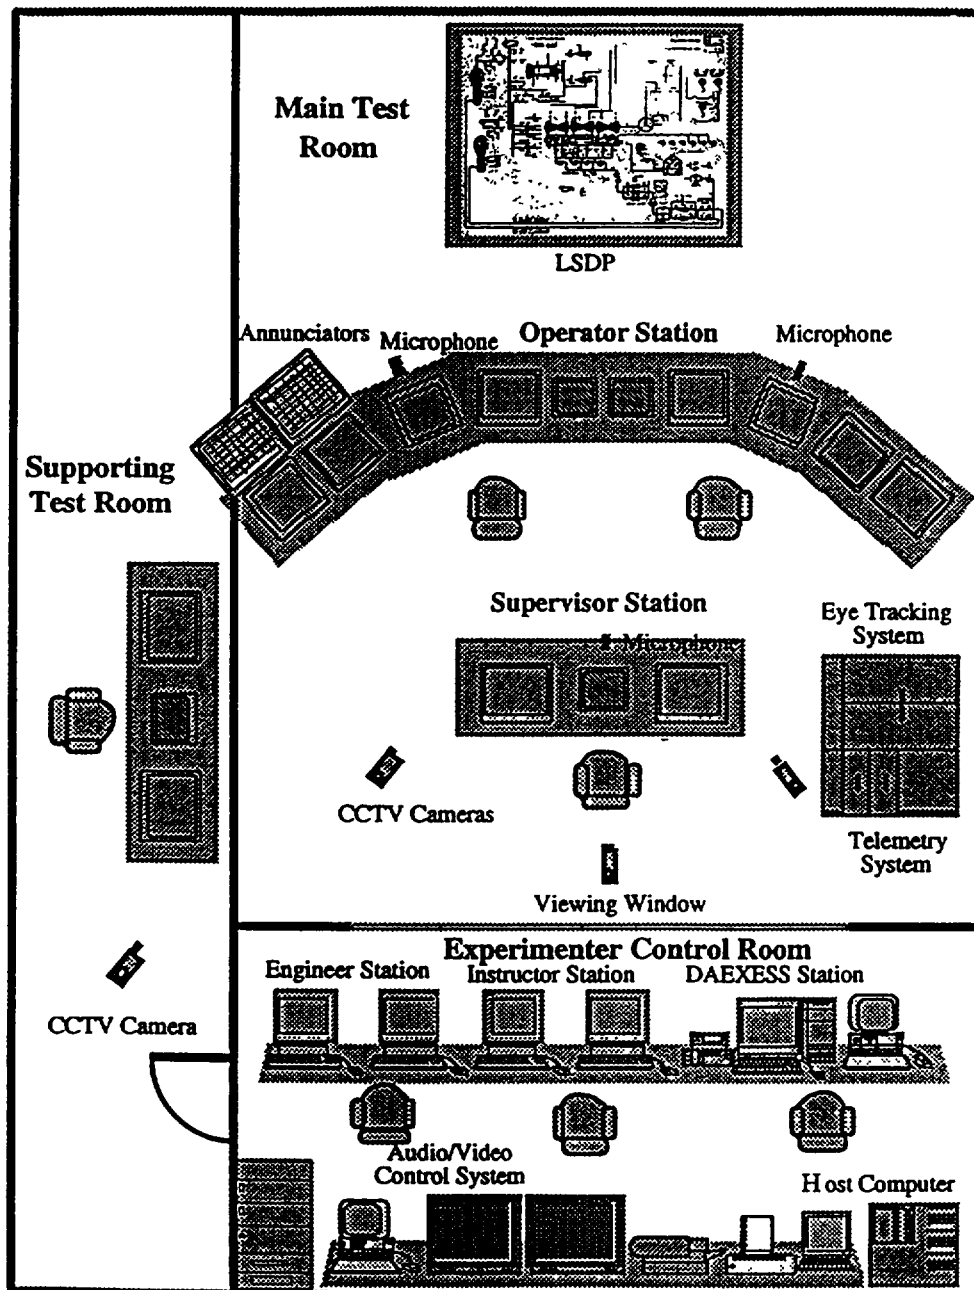 Main Test
Room
LSDP
Annunciators
Microphone
Operator Station
Microphone
Supporting
Test Room
Supervisor Station
Microphone
Eye Tracking
System
CCTV Cameras
Telemetry
System
Viewing Window
Experimenter Control Room
Engineer Station
Instructor Station
DAEXESS Station
CCTV Camera
Audio/Video
Control System
Host Computer